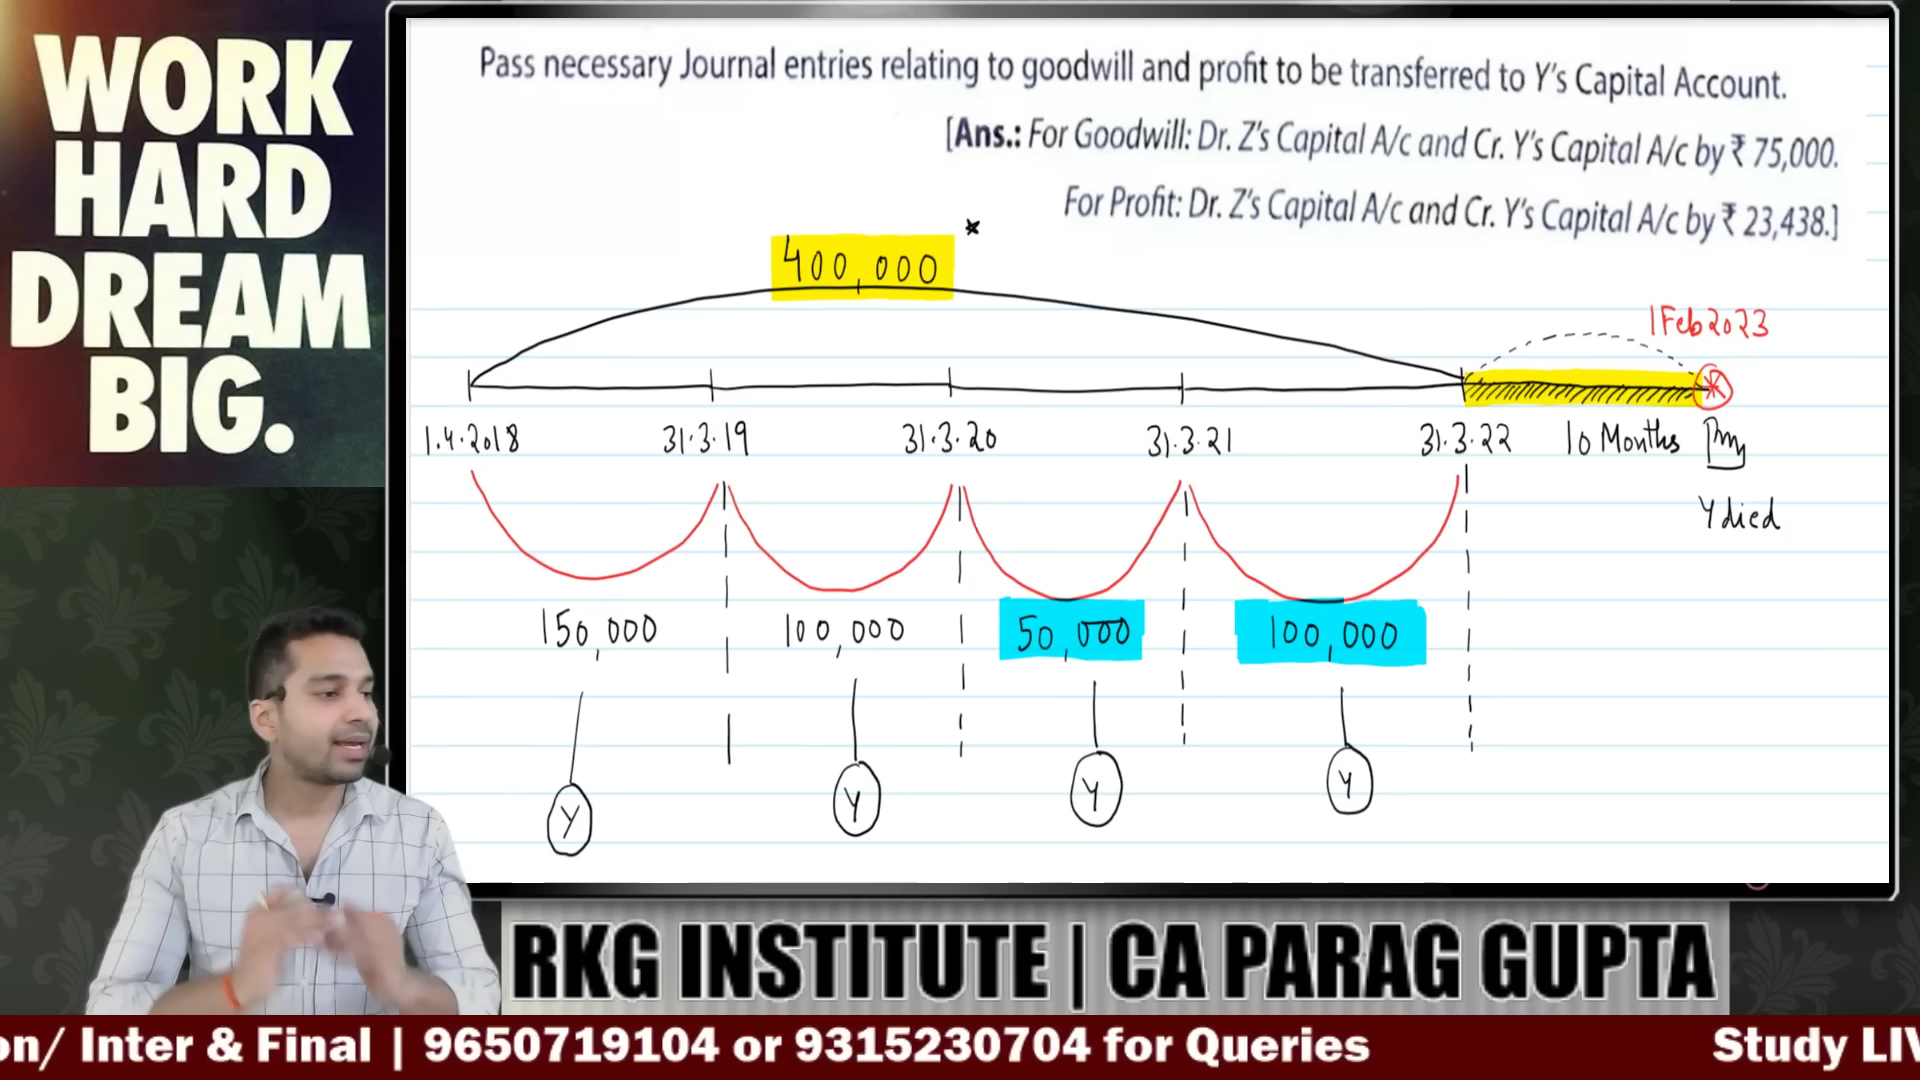 WORK
HARD
DREAM
BIG.
Pass necessary Journal entries relating to goodwill and profit to be transferred to Y's Capital Account.
[Ans.: For Goodwill: Dr. Z's Capital A/c and Cr. Y's Capital A/c by ₹ 75,000.
For Profit: Dr. Z's Capital A/c and Cr. Y's Capital A/c by ₹ 23,438.]
400,000 *
1 Feb 2023
1.4.2018 31.3.19 31.3.20 31.3.21 31.3.22 10 Months
Y died
150,000 100,000 50,000 100,000
Y Y Y Y
RKG INSTITUTE | CA PARAG GUPTA
on/ Inter & Final | 9650719104 or 9315230704 for Queries Study LIV